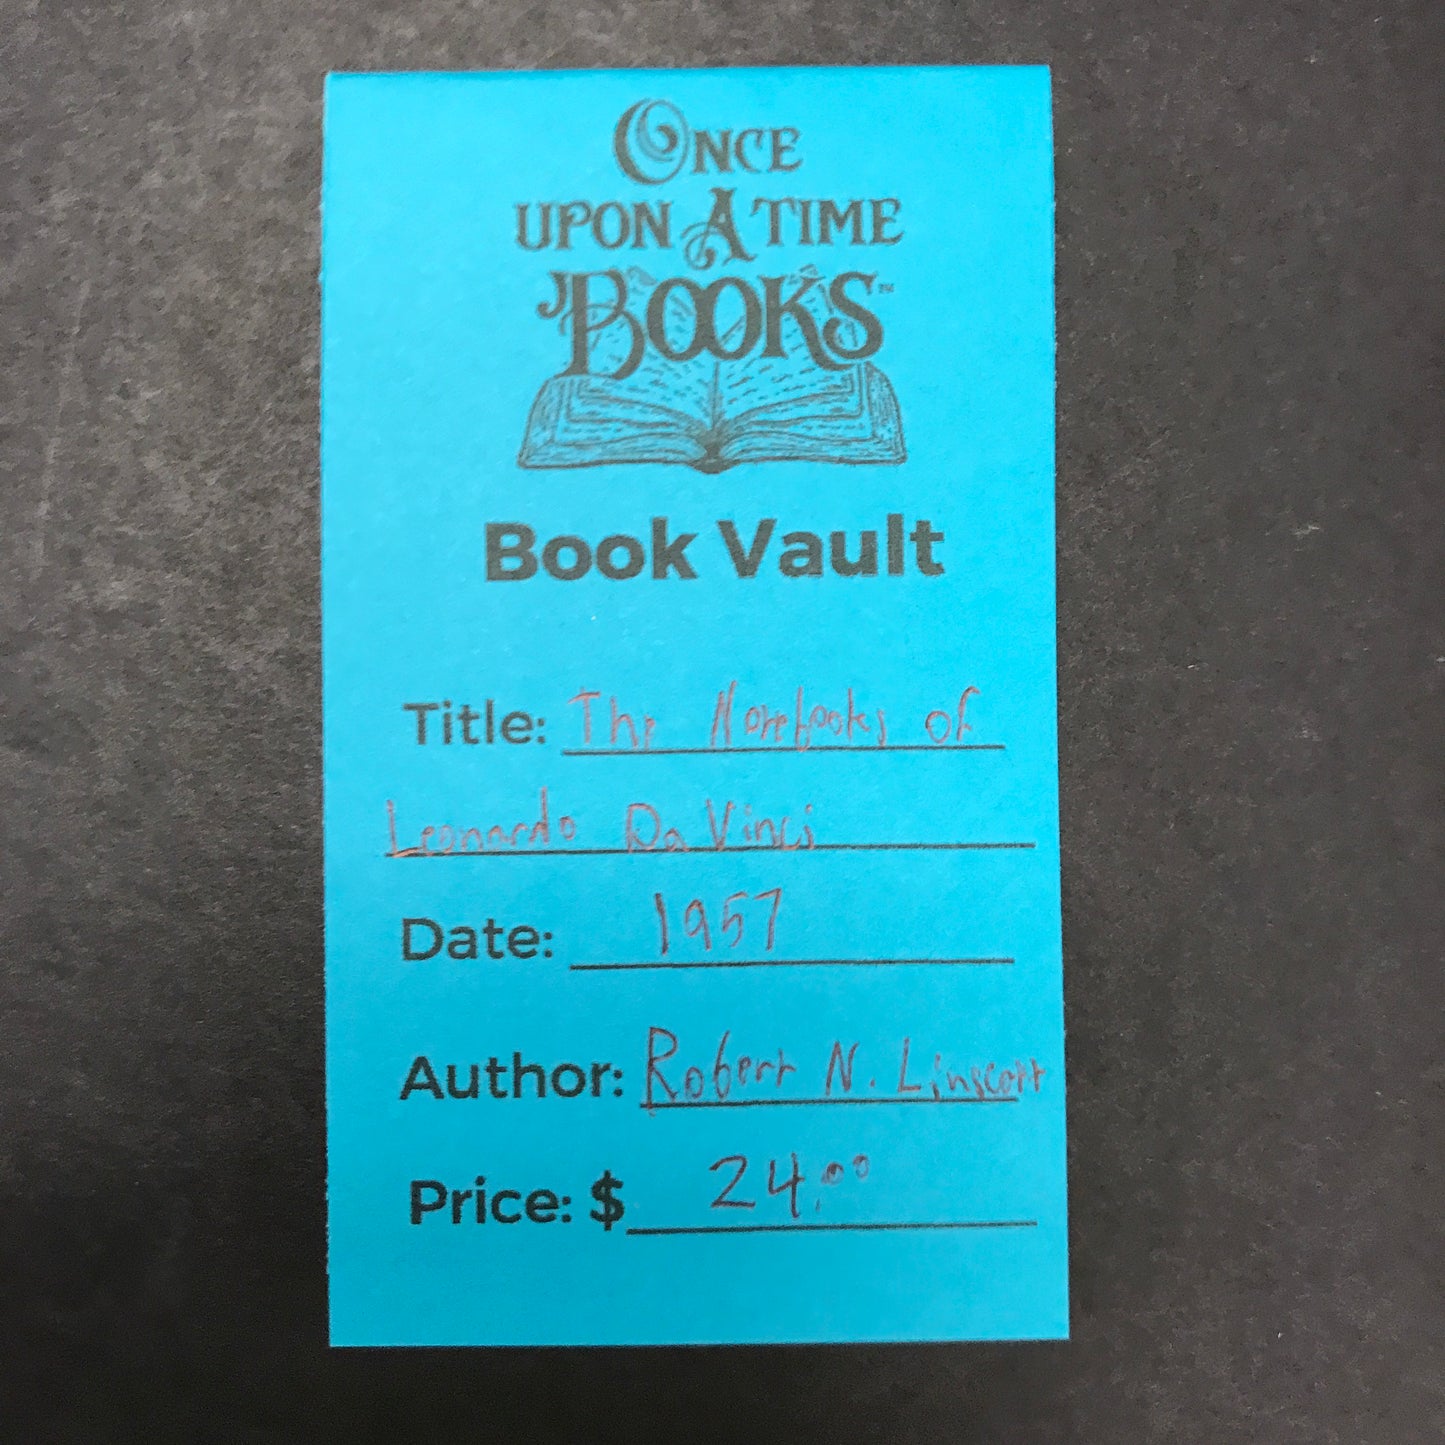 ONCE
UPON A TIME
BOOKS™
Book Vault
Title: The Notebooks of
Leonardo Da Vinci
Date: 1957
Author: Robert N. Linscott
Price: $ 24.00